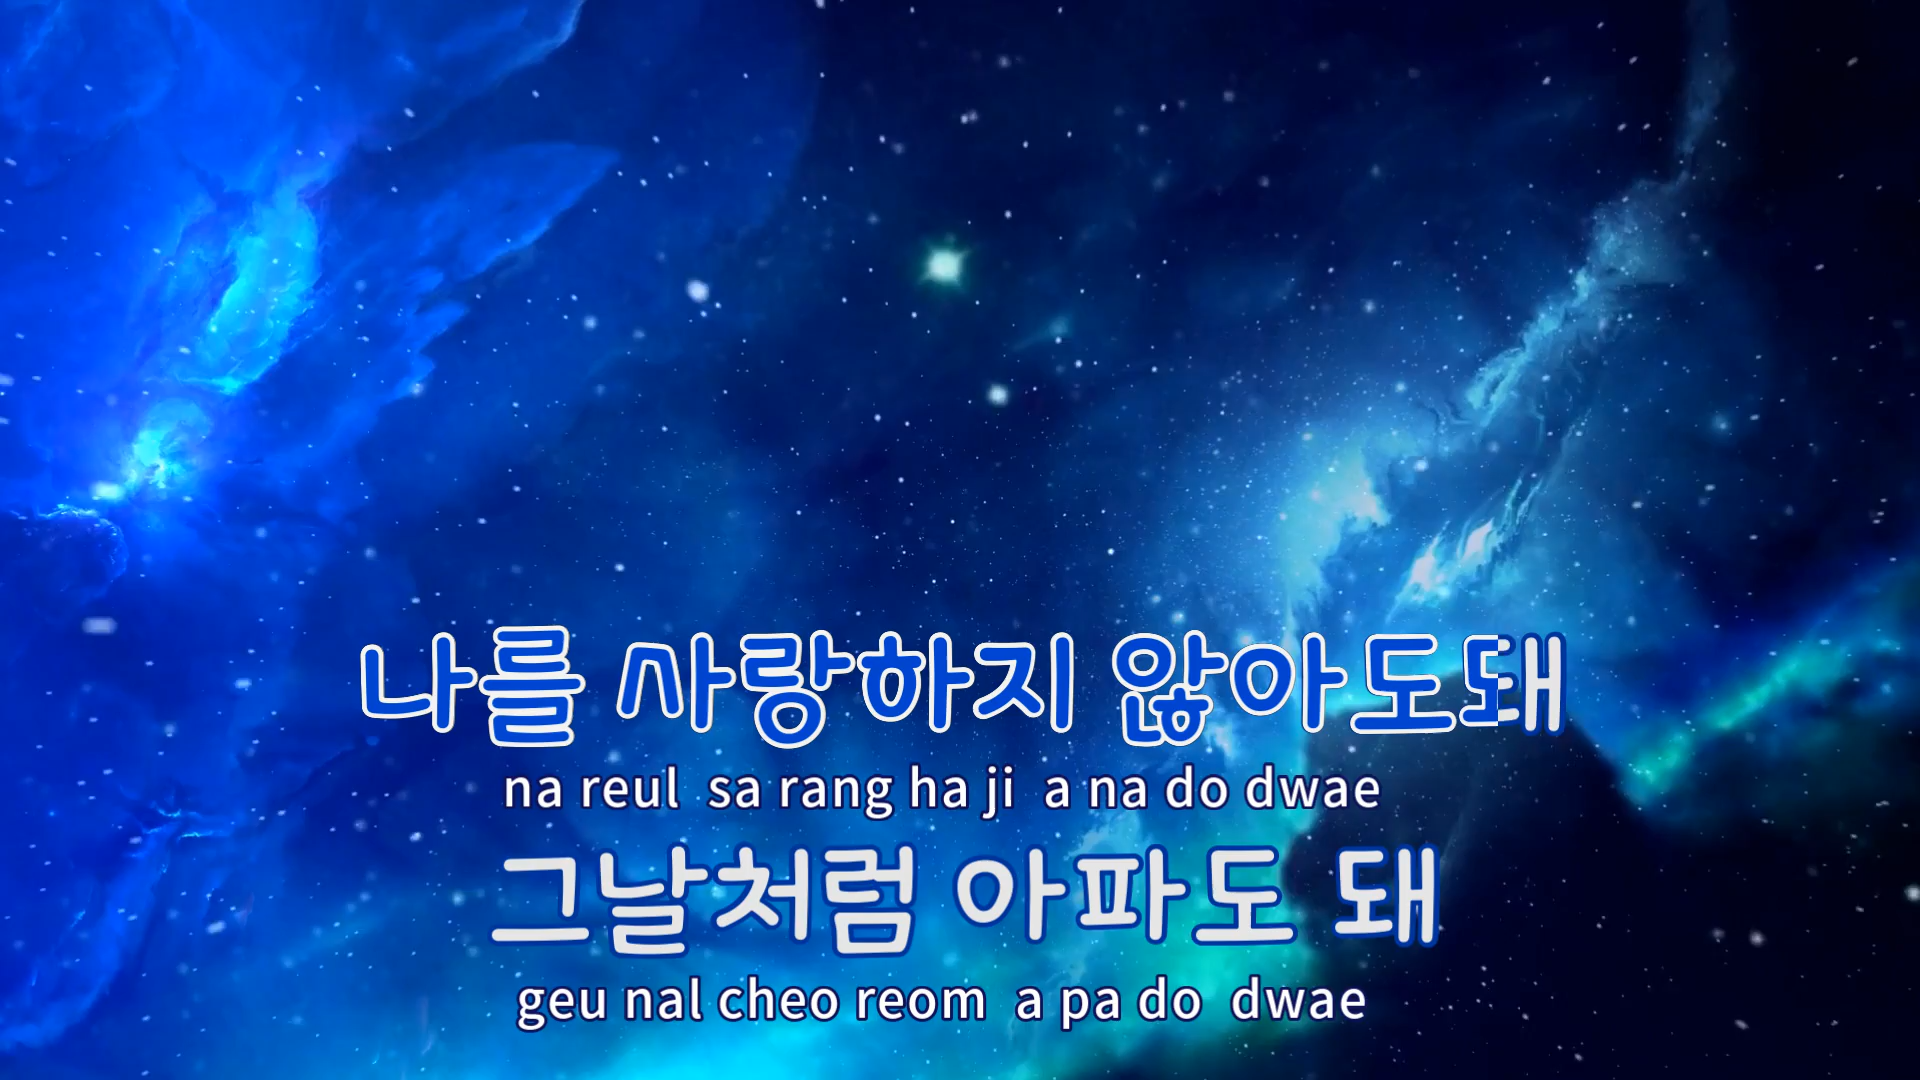 나를 사랑하지 않아도돼
na reul sa rang ha ji a na do dwae
그날처럼 아파도 돼
geu nal cheo reom a pa do dwae